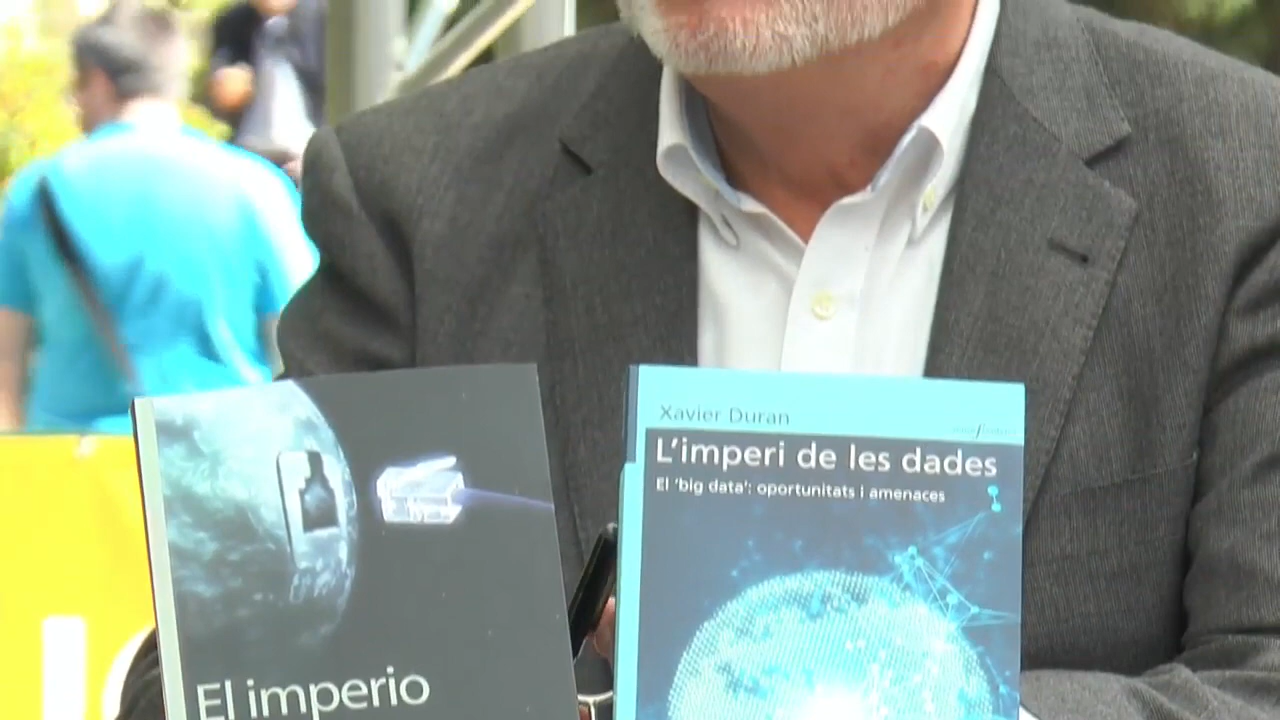 El imperio
Xavier Duran
L'imperi de les dades
El 'big data': oportunitats i amenaces